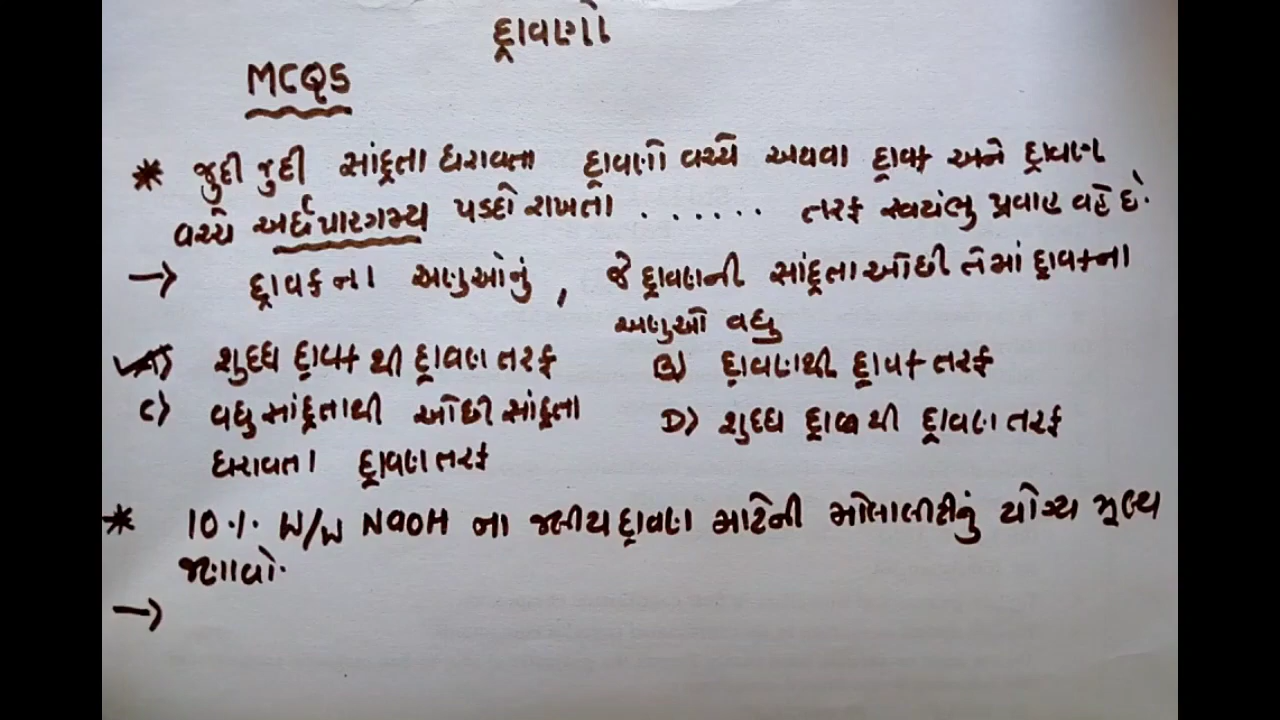 દ્રાવણો
MCQS
* જુદી જુદી સાંદ્રતા ધરાવતા દ્રાવણો વચ્ચે અથવા દ્રાવક અને દ્રાવણ
વચ્ચે અર્ધપારગમ્ય પડદો રાખતા ...... તરફ સ્વયંભુ પ્રવાહ વહે છે.
→ દ્રાવકના અણુઓનું , જે દ્રાવણની સાંદ્રતા ઓછી તેમાં દ્રાવકના
અણુઓ વધુ
A) શુદ્ધ દ્રાવક થી દ્રાવણ તરફ B) દ્રાવણથી દ્રાવક તરફ
C) વધુ સાંદ્રતાથી ઓછી સાંદ્રતા D) શુદ્ધ દ્રાવ્ય થી દ્રાવણ તરફ
ધરાવતા દ્રાવણ તરફ
* 10% W/W NaOH ના જલીય દ્રાવણ માટેની મોલાલીટીનું યોગ્ય મૂલ્ય
જણાવો.
→